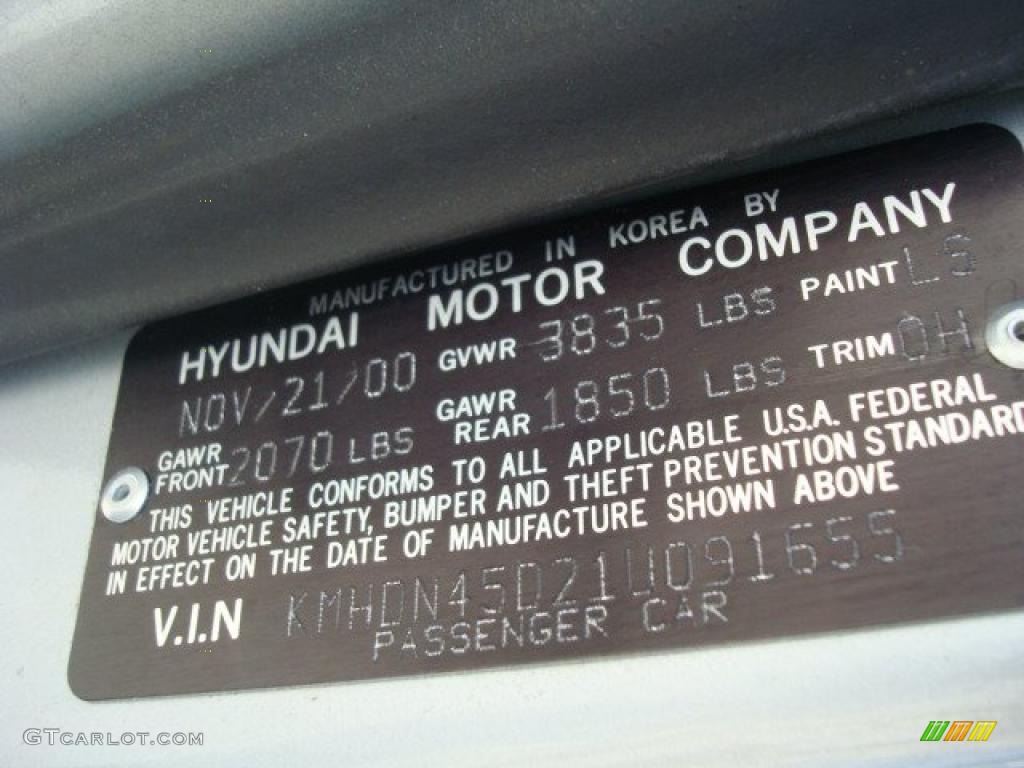 MANUFACTURED IN KOREA BY
HYUNDAI MOTOR COMPANY
NOV/21/00 GVWR 3835 LBS PAINT LS
GAWR FRONT 2070 LBS GAWR REAR 1850 LBS TRIM OH
THIS VEHICLE CONFORMS TO ALL APPLICABLE U.S.A. FEDERAL
MOTOR VEHICLE SAFETY, BUMPER AND THEFT PREVENTION STANDARD
IN EFFECT ON THE DATE OF MANUFACTURE SHOWN ABOVE
V.I.N KMHDN45D21U091655
PASSENGER CAR
GTCARLOT.COM